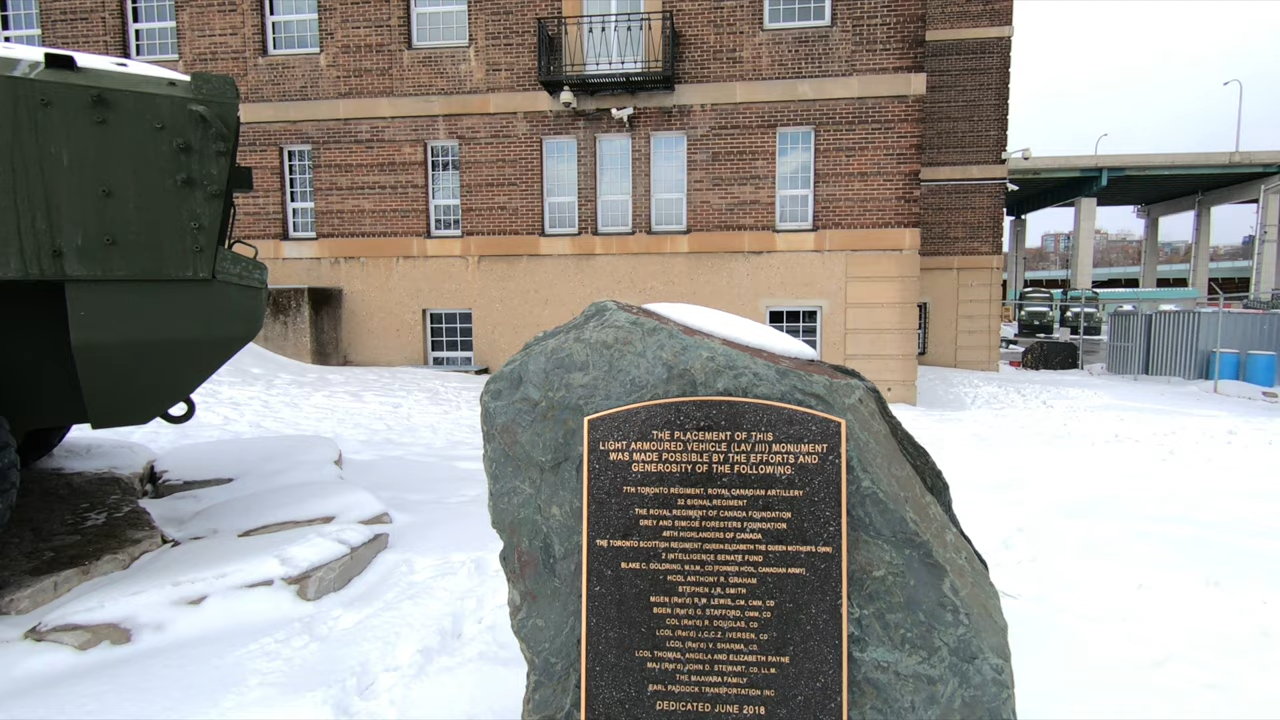 THE PLACEMENT OF THIS
LIGHT ARMOURED VEHICLE (LAV III) MONUMENT
WAS MADE POSSIBLE BY THE EFFORTS AND
GENEROSITY OF THE FOLLOWING:
7TH TORONTO REGIMENT, ROYAL CANADIAN ARTILLERY
32 SIGNAL REGIMENT
THE ROYAL REGIMENT OF CANADA FOUNDATION
GREY AND SIMCOE FORESTERS FOUNDATION
48TH HIGHLANDERS OF CANADA
THE TORONTO SCOTTISH REGIMENT (QUEEN ELIZABETH THE QUEEN MOTHER'S OWN)
2 INTELLIGENCE SENATE FUND
BLAKE C. GOLDRING, M.S.M., CD [FORMER HCOL, CANADIAN ARMY]
HCOL ANTHONY R. GRAHAM
STEPHEN J.R. SMITH
MGEN (Ret'd) R.W. LEWIS, CM, CMM, CD
BGEN (Ret'd) G. STAFFORD, OMM, CD
COL (Ret'd) R. DOUGLAS, CD
LCOL (Ret'd) J.C.C.Z. IVERSEN, CD
LCOL (Ret'd) V. SHARMA, CD
LCOL THOMAS, ANGELA AND ELIZABETH PAYNE
MAJ (Ret'd) JOHN D. STEWART, CD, LL.M.
THE MAAVARA FAMILY
EARL PADDOCK TRANSPORTATION INC
DEDICATED JUNE 2018